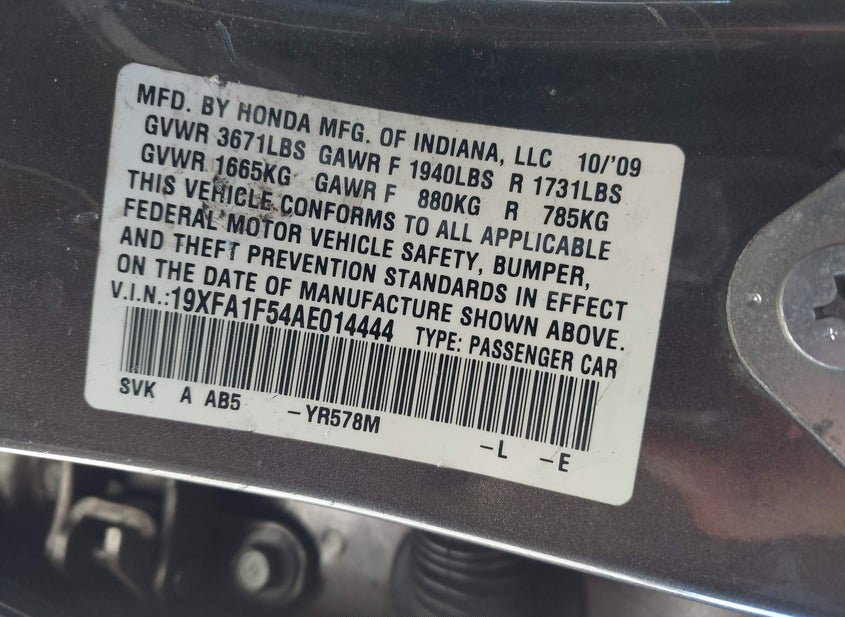 MFD. BY HONDA MFG. OF INDIANA, LLC 10/'09
GVWR 3671LBS GAWR F 1940LBS R 1731LBS
GVWR 1665KG GAWR F 880KG R 785KG
THIS VEHICLE CONFORMS TO ALL APPLICABLE
FEDERAL MOTOR VEHICLE SAFETY, BUMPER,
AND THEFT PREVENTION STANDARDS IN EFFECT
ON THE DATE OF MANUFACTURE SHOWN ABOVE.
V.I.N.:19XFA1F54AE014444 TYPE: PASSENGER CAR
SVK A AB5 -YR578M -L -E